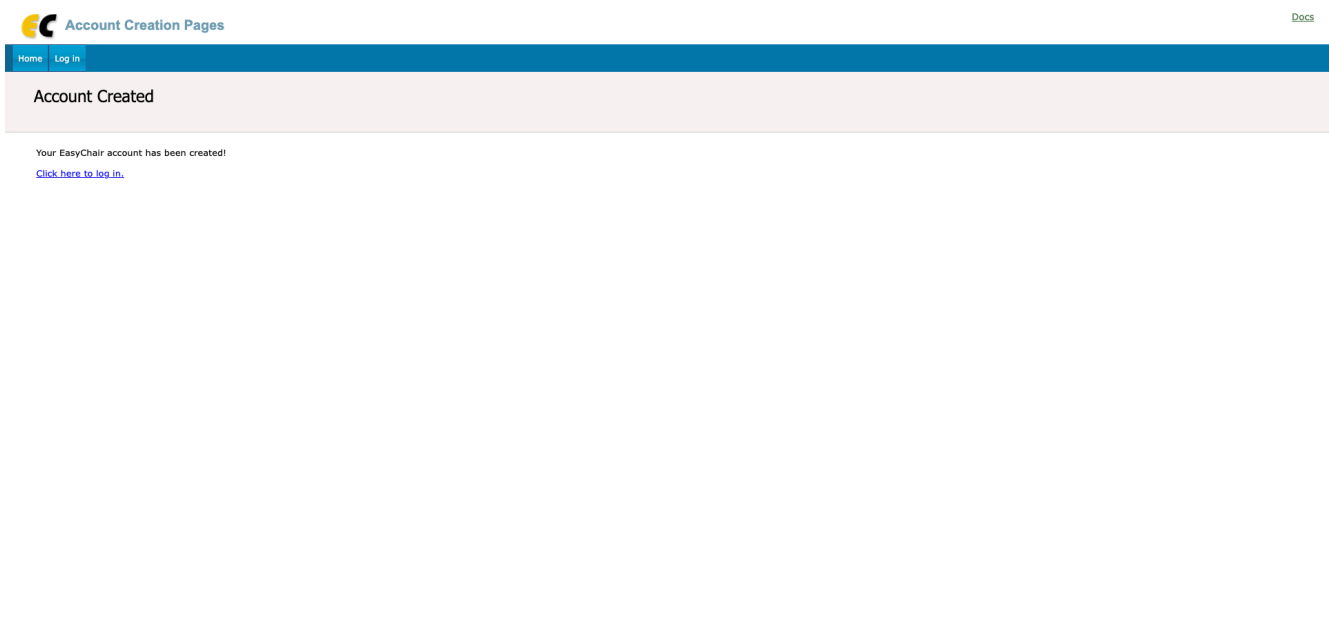 EC Account Creation Pages
Docs
Home Log in
Account Created
Your EasyChair account has been created!
Click here to log in.